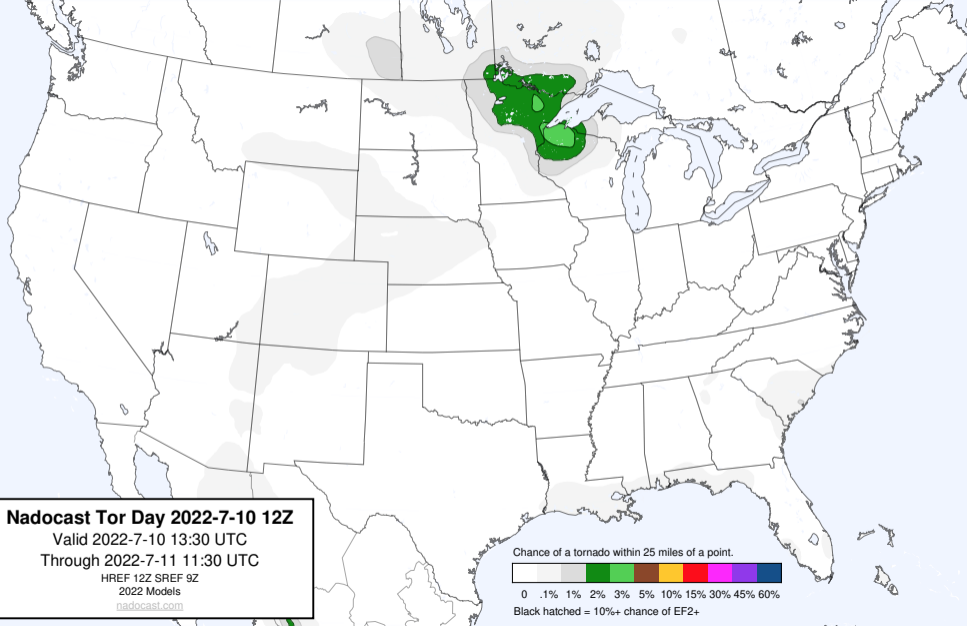 Nadocast Tor Day 2022-7-10 12Z
Valid 2022-7-10 13:30 UTC
Through 2022-7-11 11:30 UTC
HREF 12Z SREF 9Z
2022 Models
nadocast.com
Chance of a tornado within 25 miles of a point.
0 .1% 1% 2% 3% 5% 10% 15% 30% 45% 60%
Black hatched = 10%+ chance of EF2+